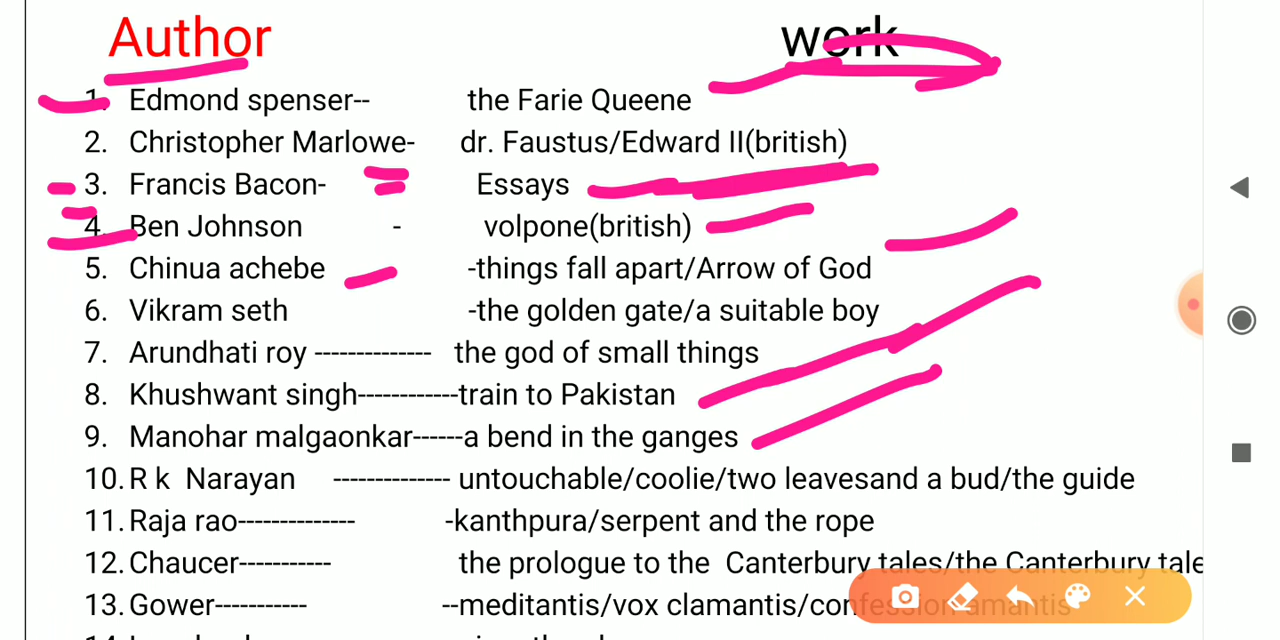 Author work
1. Edmond spenser-- the Farie Queene
2. Christopher Marlowe- dr. Faustus/Edward II(british)
3. Francis Bacon- Essays
4. Ben Johnson - volpone(british)
5. Chinua achebe -things fall apart/Arrow of God
6. Vikram seth -the golden gate/a suitable boy
7. Arundhati roy -------------- the god of small things
8. Khushwant singh------------train to Pakistan
9. Manohar malgaonkar------a bend in the ganges
10. R k Narayan -------------- untouchable/coolie/two leavesand a bud/the guide
11. Raja rao-------------- -kanthpura/serpent and the rope
12. Chaucer----------- the prologue to the Canterbury tales/the Canterbury tale
13. Gower----------- --meditantis/vox clamantis/confession amantis